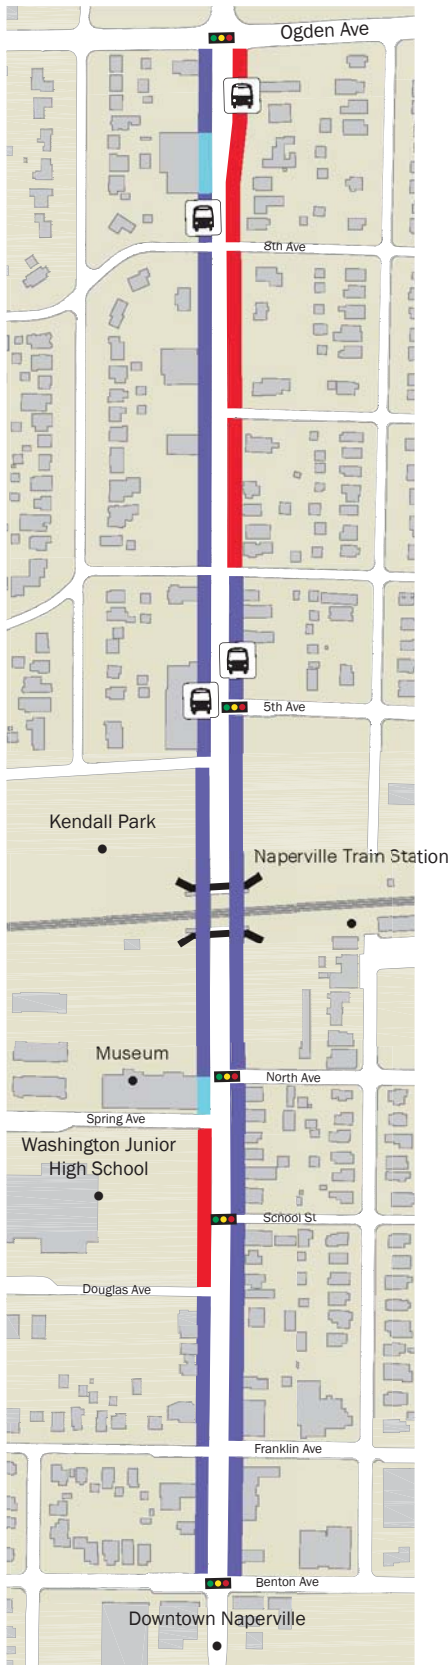 Ogden Ave
8th Ave
5th Ave
Kendall Park
Naperville Train Station
Museum
North Ave
Spring Ave
Washington Junior
High School
School St
Douglas Ave
Franklin Ave
Benton Ave
Downtown Naperville